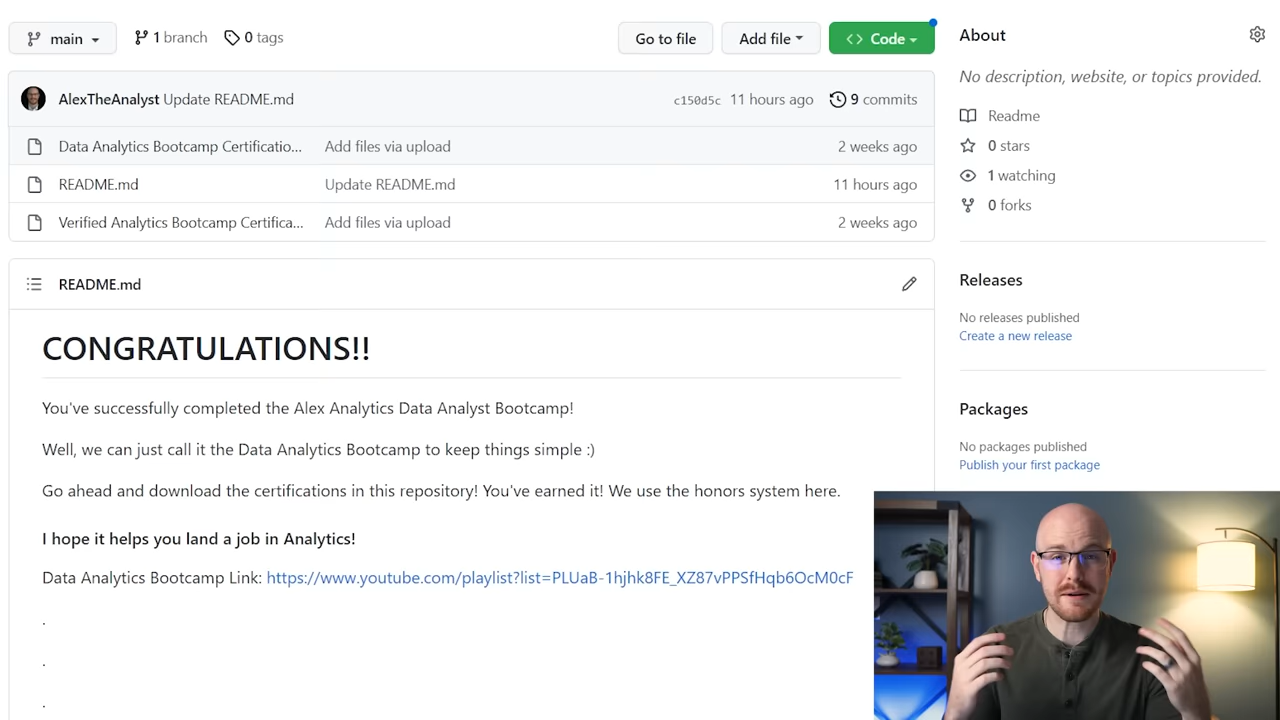 main 1 branch 0 tags Go to file Add file Code About
No description, website, or topics provided.
AlexTheAnalyst Update README.md c150d5c 11 hours ago 9 commits
Readme
Data Analytics Bootcamp Certificatio... Add files via upload 2 weeks ago
0 stars
README.md Update README.md 11 hours ago
1 watching
Verified Analytics Bootcamp Certifica... Add files via upload 2 weeks ago
0 forks
README.md
CONGRATULATIONS!!
You've successfully completed the Alex Analytics Data Analyst Bootcamp!
Well, we can just call it the Data Analytics Bootcamp to keep things simple :)
Go ahead and download the certifications in this repository! You've earned it! We use the honors system here.
I hope it helps you land a job in Analytics!
Data Analytics Bootcamp Link: https://www.youtube.com/playlist?list=PLUaB-1hjhk8FE_XZ87vPPSfHqb6OcM0cF
.
.
.
Releases
No releases published
Create a new release
Packages
No packages published
Publish your first package